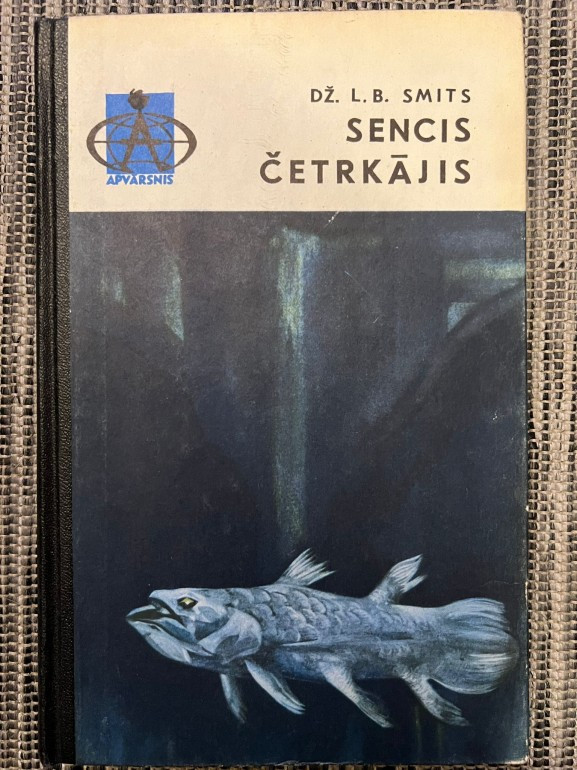 DŽ. L. B. SMITS
SENCIS
ČETRKĀJIS
APVĀRSNIS